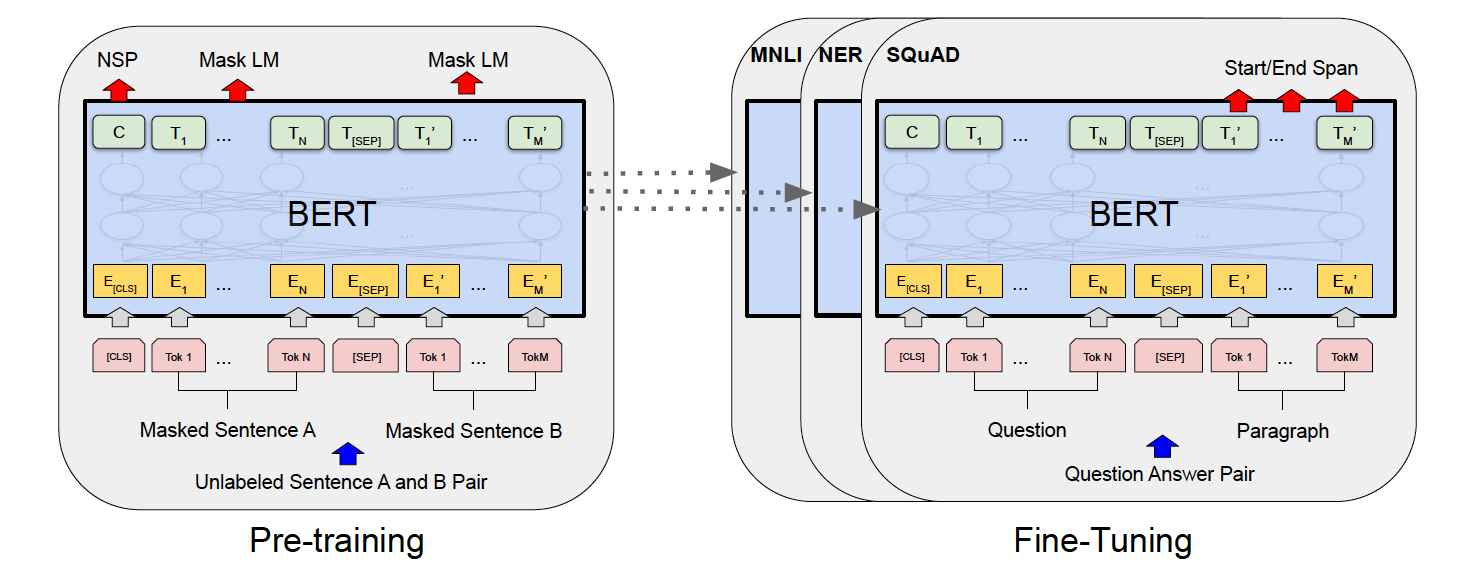 NSP Mask LM Mask LM
C T1 ... TN T[SEP] T1’ ... TM’
...
BERT
...
E[CLS] E1 ... EN E[SEP] E1’ ... EM’
[CLS] Tok 1 ... Tok N [SEP] Tok 1 ... TokM
Masked Sentence A Masked Sentence B
Unlabeled Sentence A and B Pair
Pre-training
MNLI NER SQuAD
Start/End Span
C T1 ... TN T[SEP] T1’ ... TM’
...
BERT
...
E[CLS] E1 ... EN E[SEP] E1’ ... EM’
[CLS] Tok 1 ... Tok N [SEP] Tok 1 ... TokM
Question Paragraph
Question Answer Pair
Fine-Tuning